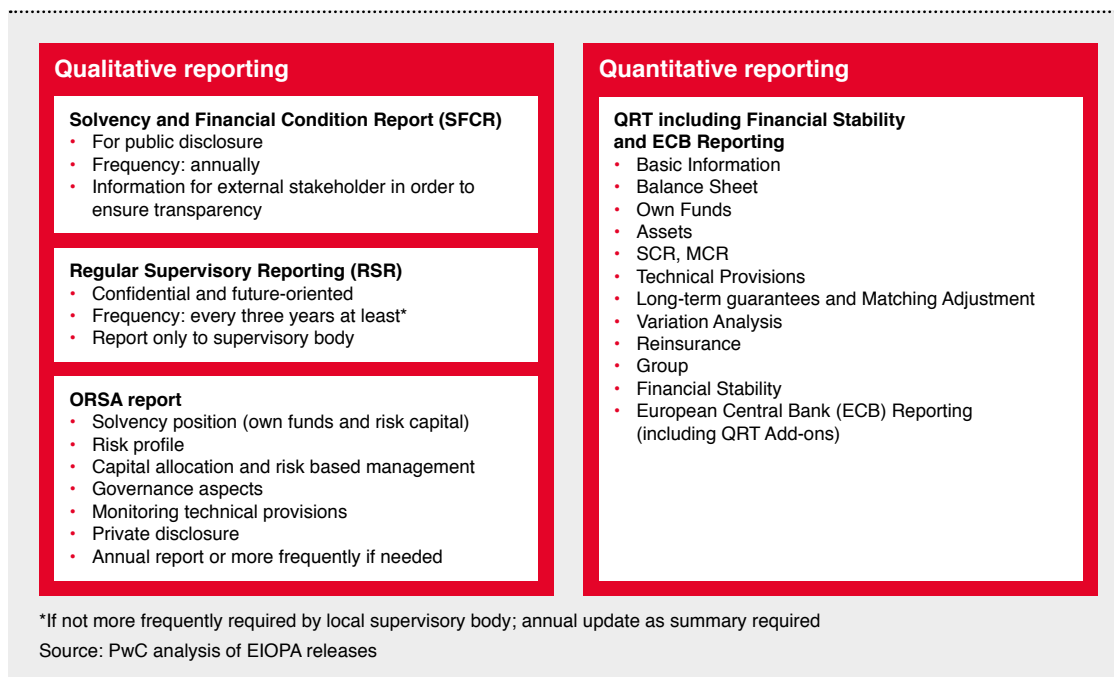 Qualitative reporting
Solvency and Financial Condition Report (SFCR)
• For public disclosure
• Frequency: annually
• Information for external stakeholder in order to
ensure transparency
Regular Supervisory Reporting (RSR)
• Confidential and future-oriented
• Frequency: every three years at least*
• Report only to supervisory body
ORSA report
• Solvency position (own funds and risk capital)
• Risk profile
• Capital allocation and risk based management
• Governance aspects
• Monitoring technical provisions
• Private disclosure
• Annual report or more frequently if needed
Quantitative reporting
QRT including Financial Stability
and ECB Reporting
• Basic Information
• Balance Sheet
• Own Funds
• Assets
• SCR, MCR
• Technical Provisions
• Long-term guarantees and Matching Adjustment
• Variation Analysis
• Reinsurance
• Group
• Financial Stability
• European Central Bank (ECB) Reporting
(including QRT Add-ons)
*If not more frequently required by local supervisory body; annual update as summary required
Source: PwC analysis of EIOPA releases